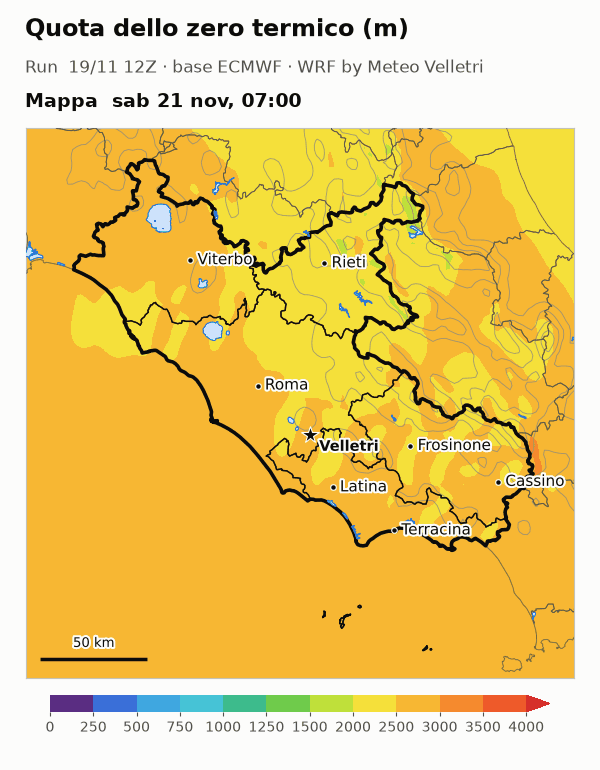 Quota dello zero termico (m)
Run  19/11 12Z · base ECMWF · WRF by Meteo Velletri
Mappa  sab 21 nov, 07:00
Viterbo
Rieti
Roma
Velletri
Frosinone
Cassino
Latina
Terracina
50 km
0 250 500 750 1000 1250 1500 2000 2500 3000 3500 4000